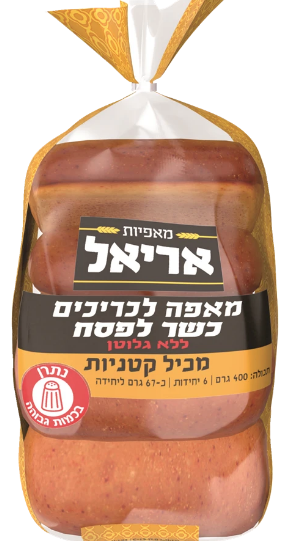 מאפיות
אריאל
מאפה לכריכים
כשר לפסח
ללא גלוטן
מכיל קטניות
תכולה: 400 גרם | 6 יחידות | כ-67 גרם ליחידה
נתרן
בכמות גבוהה